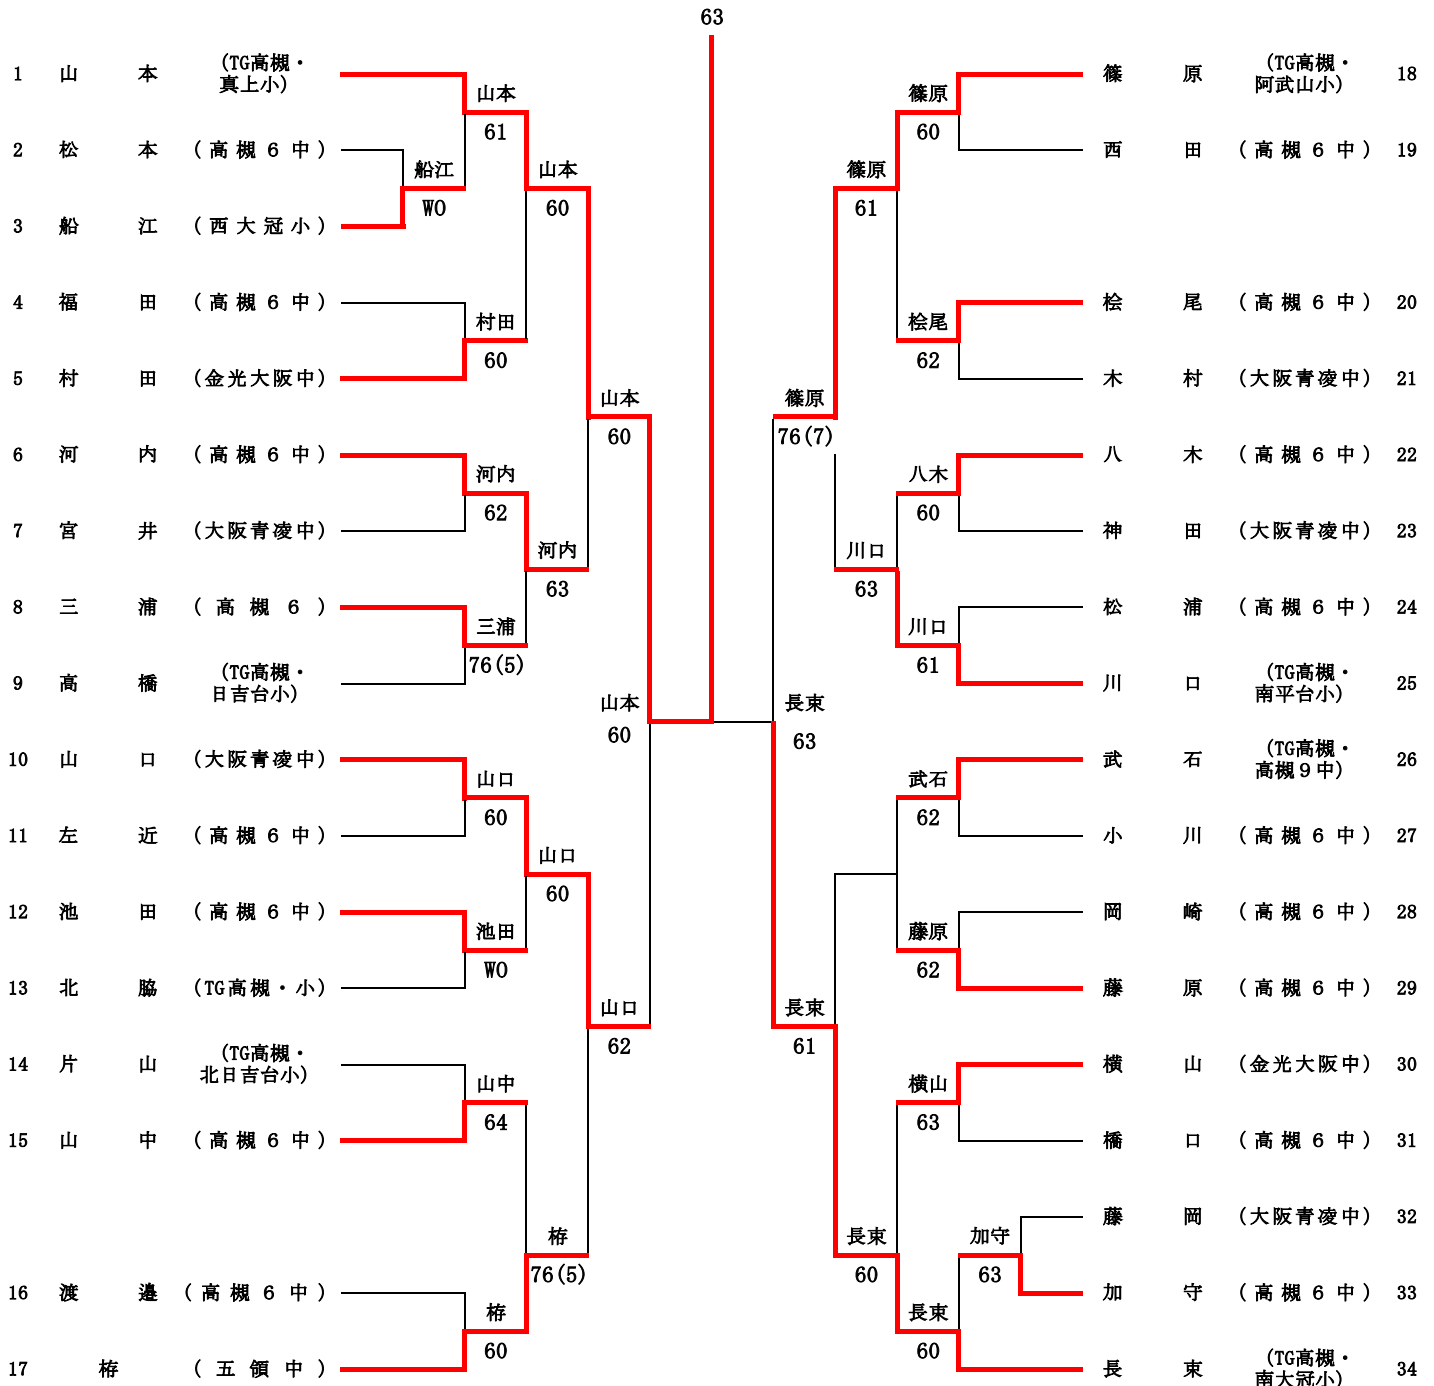 63
1 山 本 (TG高槻・
真上小)
2 松 本 (高槻６中)
3 船 江 (西大冠小)
4 福 田 (高槻６中)
5 村 田 (金光大阪中)
6 河 内 (高槻６中)
7 宮 井 (大阪青凌中)
8 三 浦 (高槻６)
9 高 橋 (TG高槻・
日吉台小)
10 山 口 (大阪青凌中)
11 左 近 (高槻６中)
12 池 田 (高槻６中)
13 北 脇 (TG高槻・小)
14 片 山 (TG高槻・
北日吉台小)
15 山 中 (高槻６中)
16 渡 邉 (高槻６中)
17 栫 (五領中)
船江
WO
山本
61
村田
60
河内
62
三浦
76(5)
山口
60
池田
WO
山中
64
栫
60
山本
60
河内
63
山口
60
栫
76(5)
山本
60
山口
62
山本
60
長束
63
篠原
76(7)
長束
61
篠原
61
川口
63
長束
60
篠原
60
桧尾
62
八木
60
川口
61
武石
62
藤原
62
横山
63
長束
60
加守
63
篠 原 (TG高槻・
阿武山小) 18
西 田 (高槻６中) 19
桧 尾 (高槻６中) 20
木 村 (大阪青凌中) 21
八 木 (高槻６中) 22
神 田 (大阪青凌中) 23
松 浦 (高槻６中) 24
川 口 (TG高槻・
南平台小) 25
武 石 (TG高槻・
高槻９中) 26
小 川 (高槻６中) 27
岡 崎 (高槻６中) 28
藤 原 (高槻６中) 29
横 山 (金光大阪中) 30
橋 口 (高槻６中) 31
藤 岡 (大阪青凌中) 32
加 守 (高槻６中) 33
長 束 (TG高槻・
南大冠小) 34